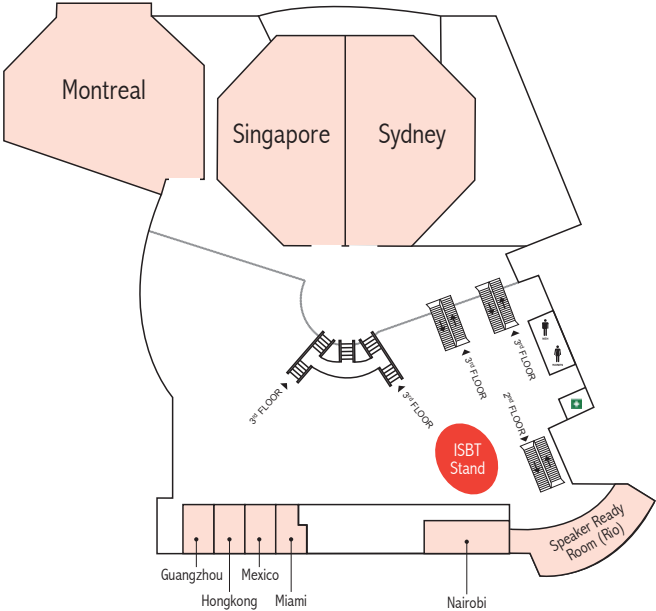 Montreal
Singapore
Sydney
3rd FLOOR
3rd FLOOR
3rd FLOOR
3rd FLOOR
2nd FLOOR
ISBT
Stand
Speaker Ready
Room (Rio)
Guangzhou
Mexico
Hongkong
Miami
Nairobi